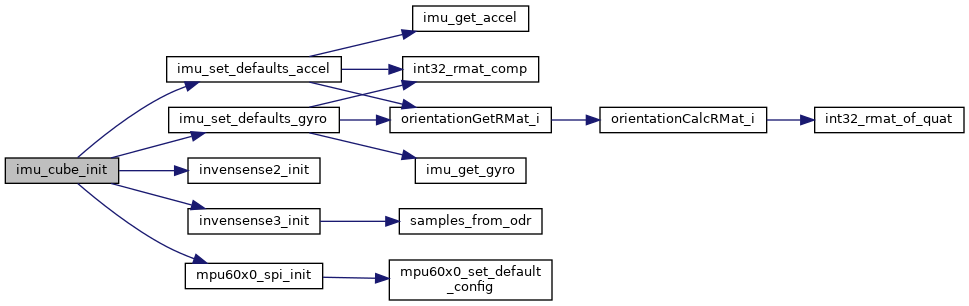 imu_get_accel
imu_set_defaults_accel
int32_rmat_comp
imu_set_defaults_gyro
orientationGetRMat_i
orientationCalcRMat_i
int32_rmat_of_quat
imu_cube_init
invensense2_init
imu_get_gyro
invensense3_init
samples_from_odr
mpu60x0_spi_init
mpu60x0_set_default
_config